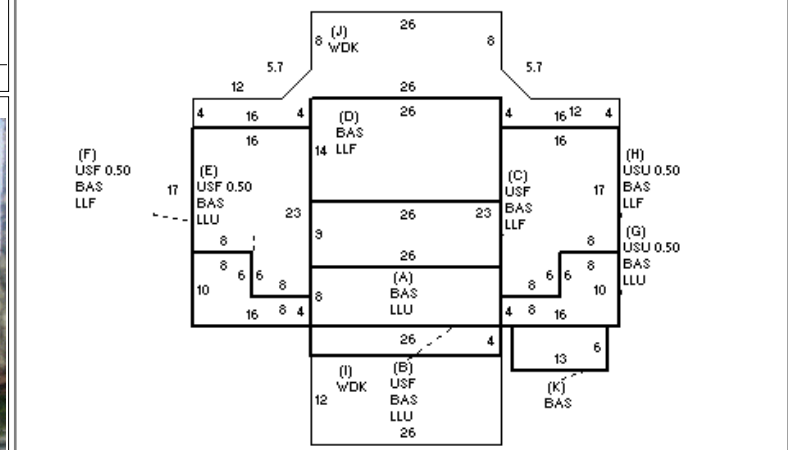 26
8 (J) 8
WDK
5.7 5.7
12 26
4 16 4 26 4 16 12 4
16 (D) 16
BAS
14 LLF
(F) (H)
USF 0.50 USU 0.50
BAS BAS
LLF LLF
(E) (C)
17 USF 0.50 USF 17
BAS BAS
LLU LLF
23 26 23
(G)
USU 0.50
BAS
LLU
8 9 8
8 26 8
6 6 6 6
8 (A) 8
10 8 BAS 10
LLU
16 8 4 4 8 16
26 4 6
13
(I) (B) (K)
WDK USF BAS
12 BAS
LLU
26